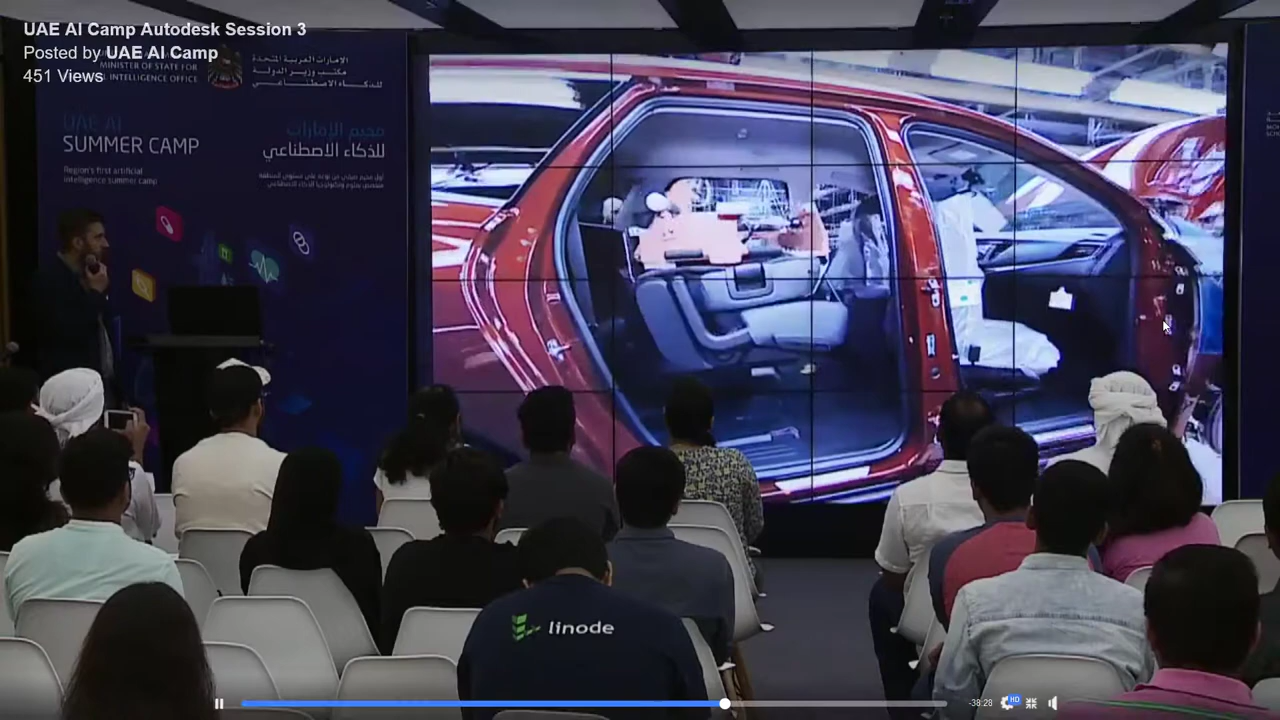 UAE AI Camp Autodesk Session 3
Posted by UAE AI Camp
451 Views
MINISTER OF STATE FOR
INTELLIGENCE OFFICE
الامارات العربية المتحدة
مكتب وزير الدولة
للذكاء الاصطناعي
UAE AI
SUMMER CAMP
مخيم الإمارات
للذكاء الاصطناعي
Region's first artificial
intelligence summer camp
linode
-38:28
HD